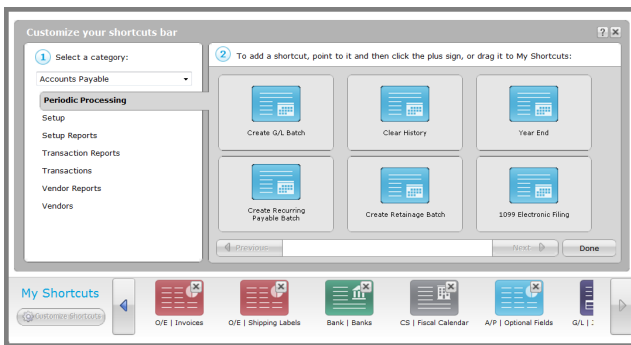 Customize your shortcuts bar
? x
1 Select a category:
2 To add a shortcut, point to it and then click the plus sign, or drag it to My Shortcuts:
Accounts Payable
Periodic Processing
Setup
Setup Reports
Transaction Reports
Transactions
Vendor Reports
Vendors
Create G/L Batch
Clear History
Year End
Create Recurring
Payable Batch
Create Retainage Batch
1099 Electronic Filing
Previous
Next
Done
My Shortcuts
Customize Shortcuts
O/E | Invoices
O/E | Shipping Labels
Bank | Banks
CS | Fiscal Calendar
A/P | Optional Fields
G/L |